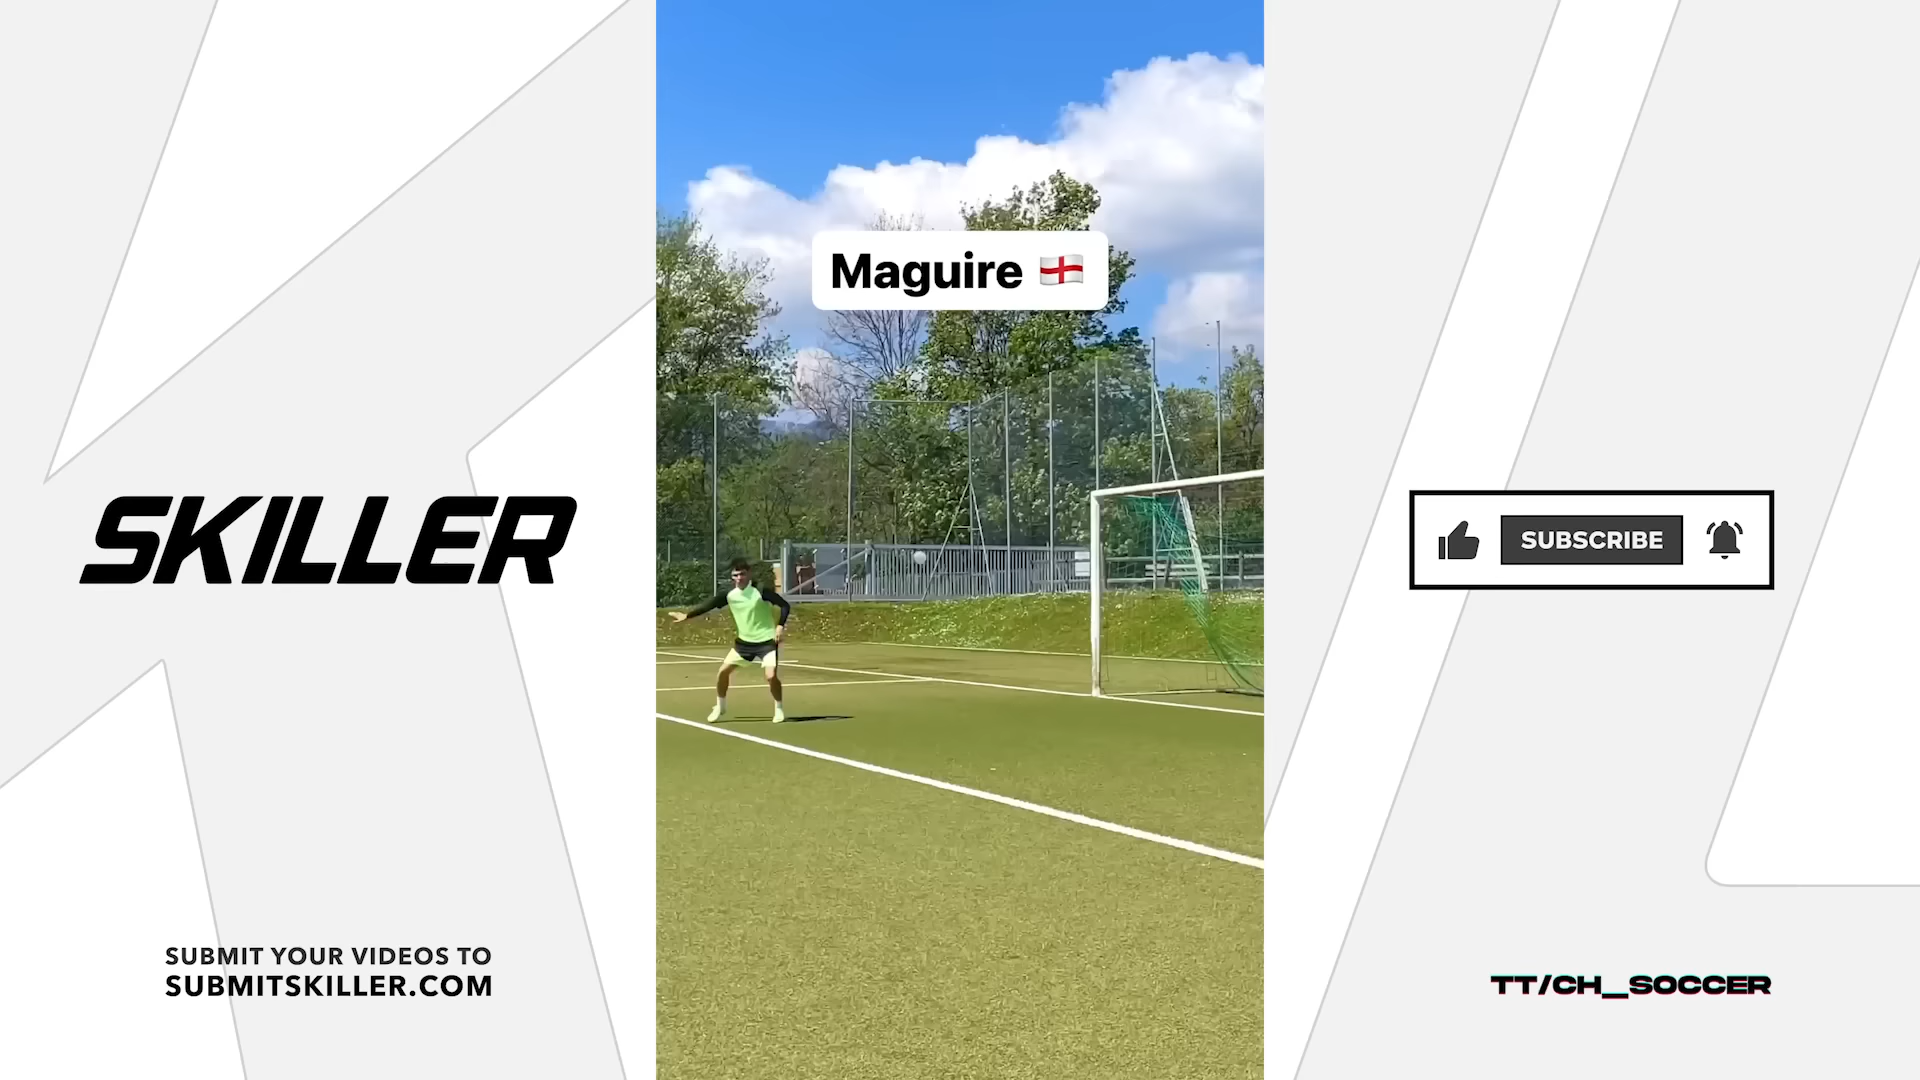 Maguire 🏴󠁧󠁢󠁥󠁮󠁧󠁿
SKILLER
SUBSCRIBE
SUBMIT YOUR VIDEOS TO
SUBMITSKILLER.COM
TT/CH_SOCCER